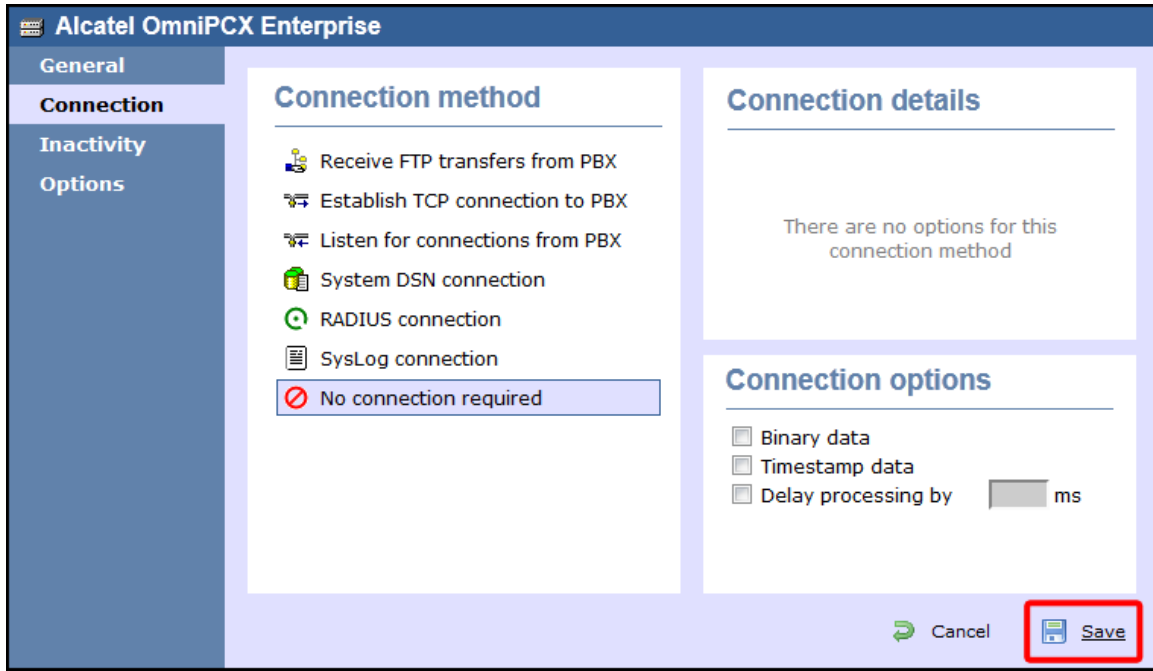 Alcatel OmniPCX Enterprise
General
Connection
Inactivity
Options
Connection method
Receive FTP transfers from PBX
Establish TCP connection to PBX
Listen for connections from PBX
System DSN connection
RADIUS connection
SysLog connection
No connection required
Connection details
There are no options for this
connection method
Connection options
Binary data
Timestamp data
Delay processing by ms
Cancel Save